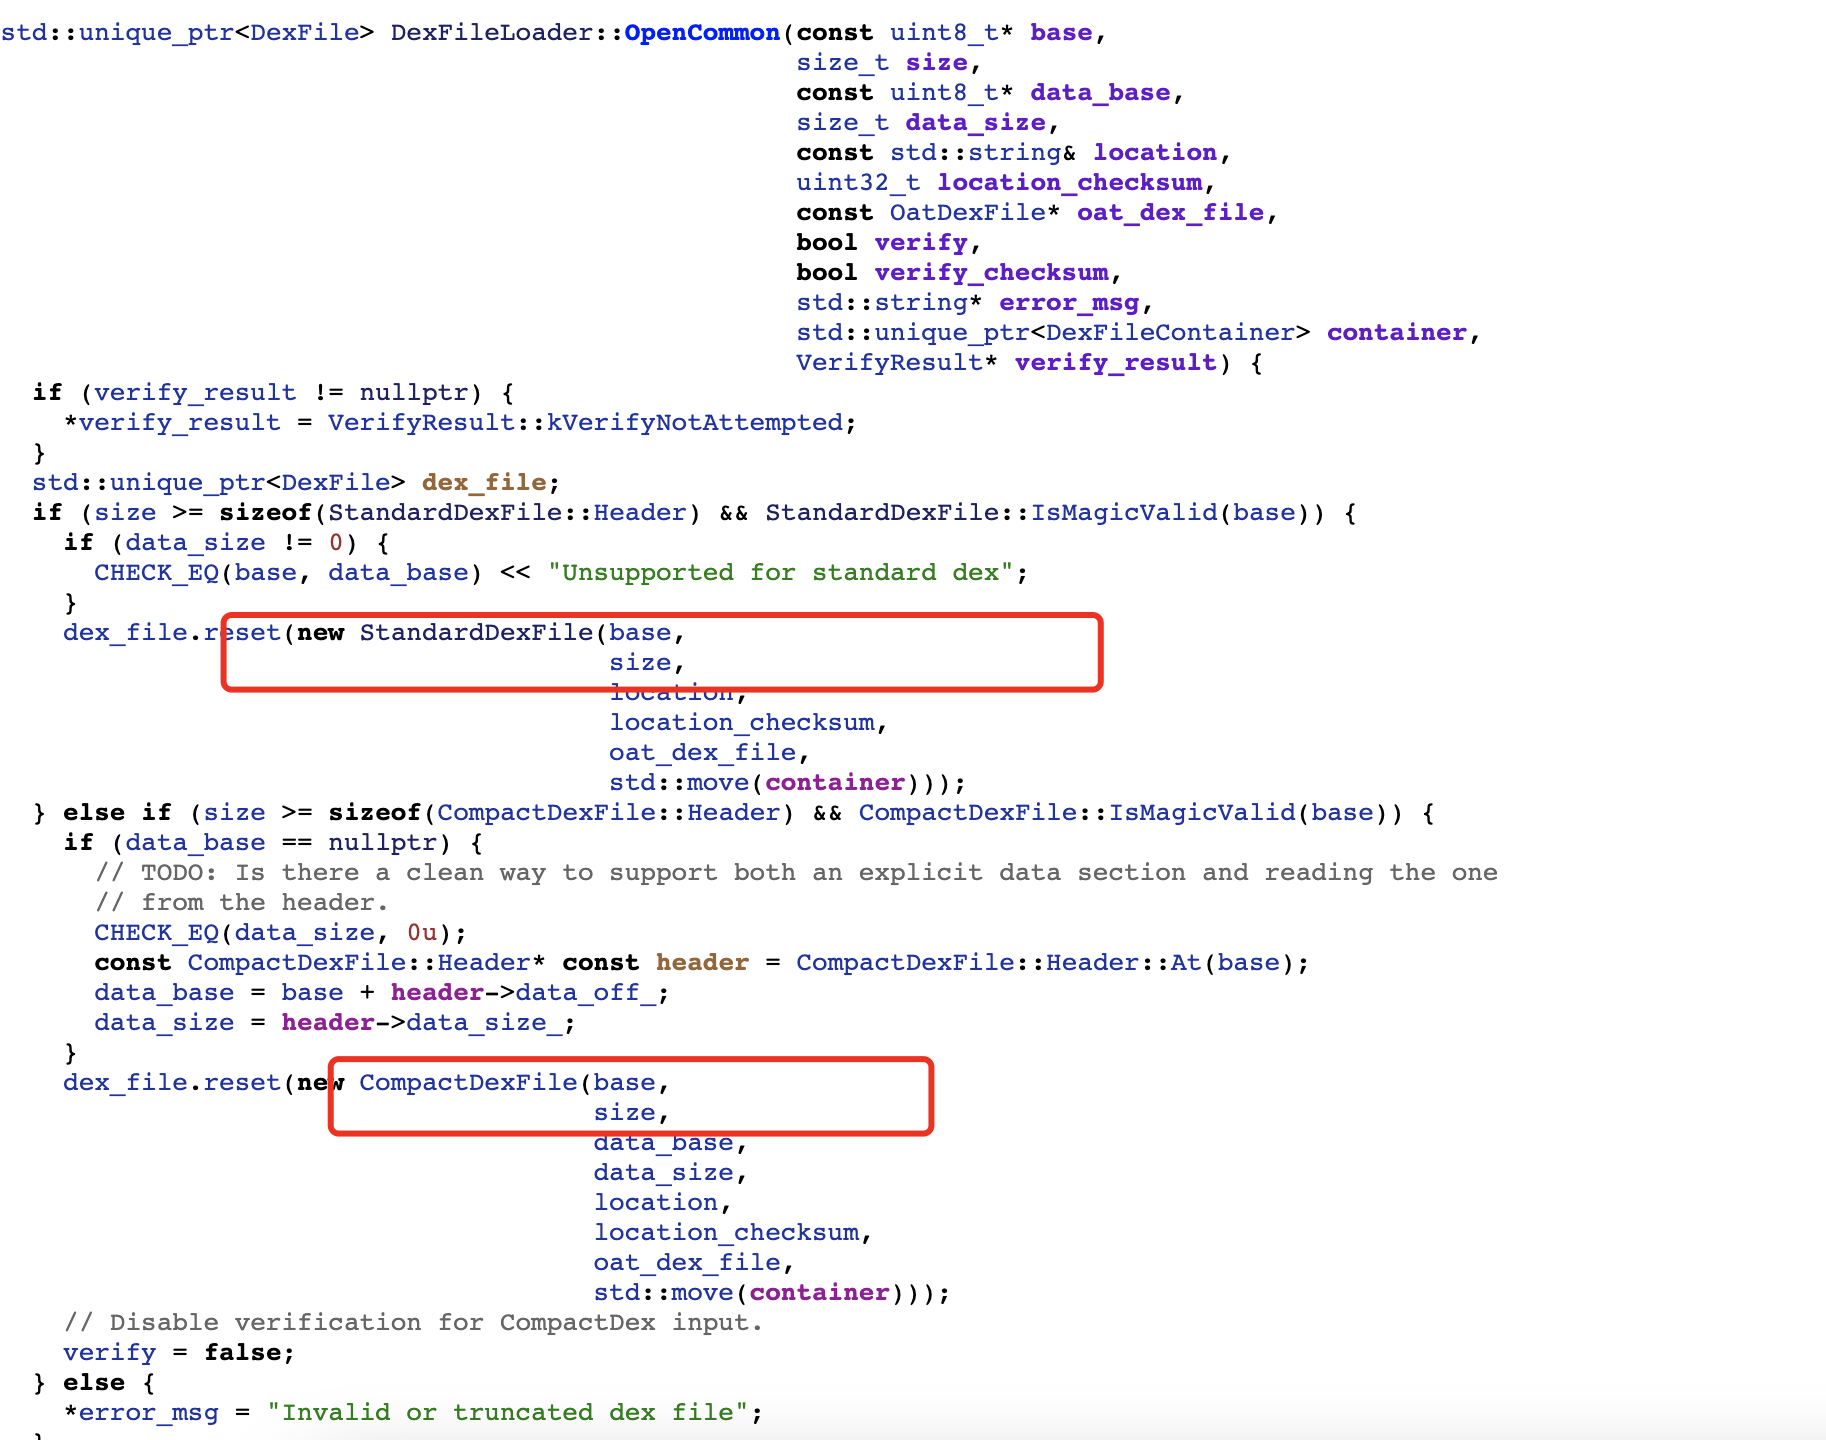 std::unique_ptr<DexFile> DexFileLoader::OpenCommon(const uint8_t* base,
                                                   size_t size,
                                                   const uint8_t* data_base,
                                                   size_t data_size,
                                                   const std::string& location,
                                                   uint32_t location_checksum,
                                                   const OatDexFile* oat_dex_file,
                                                   bool verify,
                                                   bool verify_checksum,
                                                   std::string* error_msg,
                                                   std::unique_ptr<DexFileContainer> container,
                                                   VerifyResult* verify_result) {
  if (verify_result != nullptr) {
    *verify_result = VerifyResult::kVerifyNotAttempted;
  }
  std::unique_ptr<DexFile> dex_file;
  if (size >= sizeof(StandardDexFile::Header) && StandardDexFile::IsMagicValid(base)) {
    if (data_size != 0) {
      CHECK_EQ(base, data_base) << "Unsupported for standard dex";
    }
    dex_file.reset(new StandardDexFile(base,
                                       size,
                                       location,
                                       location_checksum,
                                       oat_dex_file,
                                       std::move(container)));
  } else if (size >= sizeof(CompactDexFile::Header) && CompactDexFile::IsMagicValid(base)) {
    if (data_base == nullptr) {
      // TODO: Is there a clean way to support both an explicit data section and reading the one
      // from the header.
      CHECK_EQ(data_size, 0u);
      const CompactDexFile::Header* const header = CompactDexFile::Header::At(base);
      data_base = base + header->data_off_;
      data_size = header->data_size_;
    }
    dex_file.reset(new CompactDexFile(base,
                                      size,
                                      data_base,
                                      data_size,
                                      location,
                                      location_checksum,
                                      oat_dex_file,
                                      std::move(container)));
    // Disable verification for CompactDex input.
    verify = false;
  } else {
    *error_msg = "Invalid or truncated dex file";